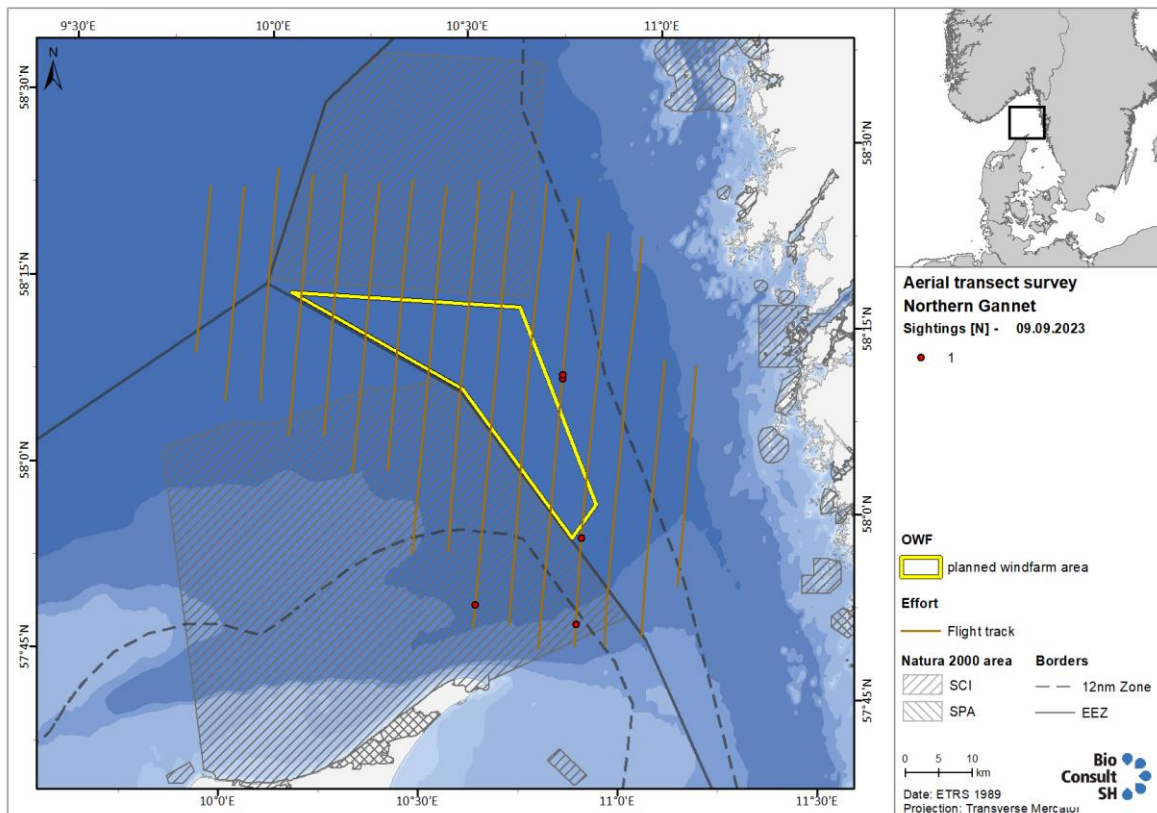 9°30'E 10°0'E 10°30'E 11°0'E
N
58°30'N
58°15'N
58°0'N
57°45'N
58°30'N
58°15'N
58°0'N
57°45'N
10°0'E 10°30'E 11°0'E 11°30'E
Aerial transect survey
Northern Gannet
Sightings [N] - 09.09.2023
1
OWF
planned windfarm area
Effort
Flight track
Natura 2000 area Borders
SCI 12nm Zone
SPA EEZ
0 5 10
km
Date: ETRS 1989
Projection: Transverse Mercator
Bio
Consult
SH